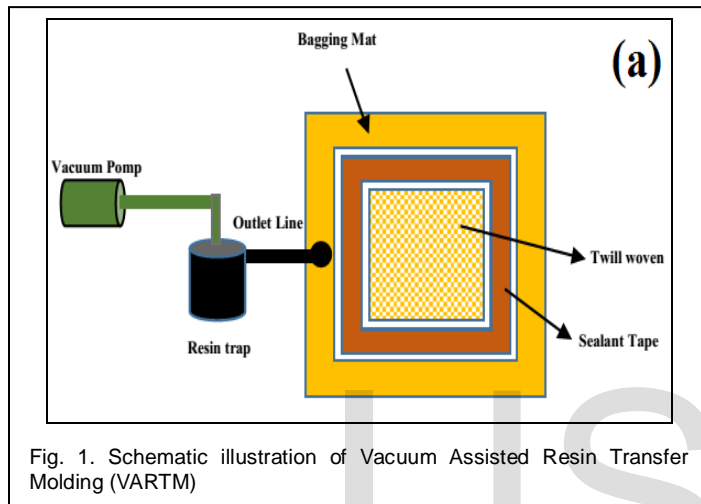 Bagging Mat
(a)
Vacuum Pomp
Outlet Line
Twill woven
Sealant Tape
Resin trap
Fig. 1. Schematic illustration of Vacuum Assisted Resin Transfer
Molding (VARTM)